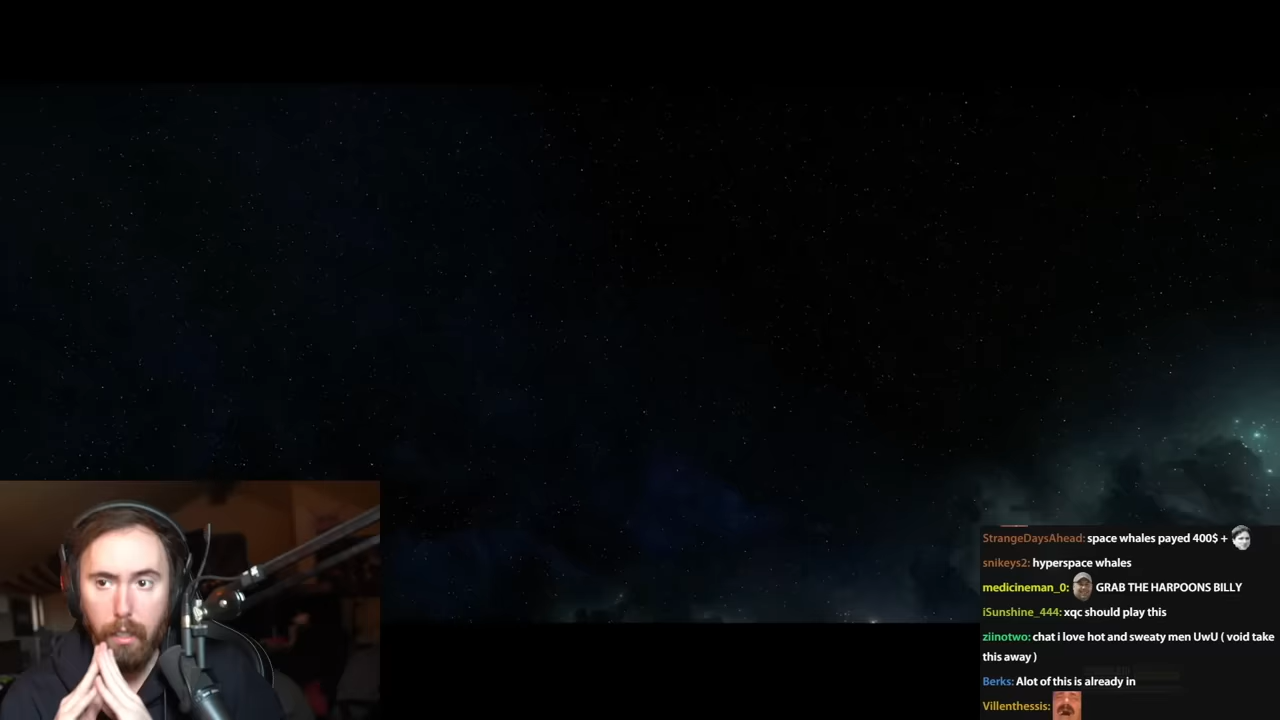 StrangeDaysAhead: space whales payed 400$ +
snikeys2: hyperspace whales
medicineman_0: GRAB THE HARPOONS BILLY
iSunshine_444: xqc should play this
ziinotwo: chat i love hot and sweaty men UwU ( void take
this away )
Berks: Alot of this is already in
Villenthessis: